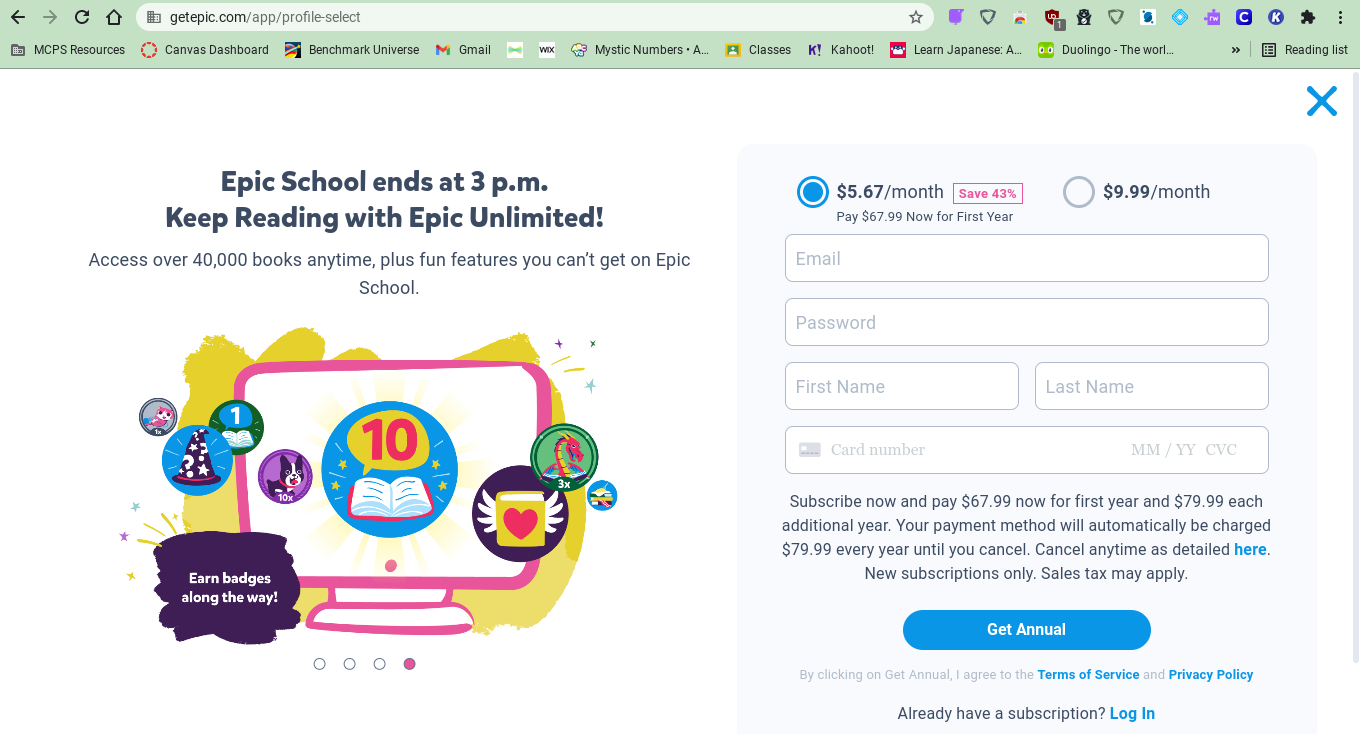 getepic.com/app/profile-select
1
MCPS Resources
Canvas Dashboard
Benchmark Universe
Gmail
WIX
Mystic Numbers • A...
Classes
K!
Kahoot!
Learn Japanese: A...
Duolingo - The worl...
»
Reading list
Epic School ends at 3 p.m.
Keep Reading with Epic Unlimited!
Access over 40,000 books anytime, plus fun features you can’t get on Epic
School.
1x
1
? ? ?
10x
10
3x
Earn badges
along the way!
$5.67/month
Save 43%
$9.99/month
Pay $67.99 Now for First Year
Email
Password
First Name
Last Name
Card number
MM / YY CVC
Subscribe now and pay $67.99 now for first year and $79.99 each
additional year. Your payment method will automatically be charged
$79.99 every year until you cancel. Cancel anytime as detailed here.
New subscriptions only. Sales tax may apply.
Get Annual
By clicking on Get Annual, I agree to the Terms of Service and Privacy Policy
Already have a subscription? Log In